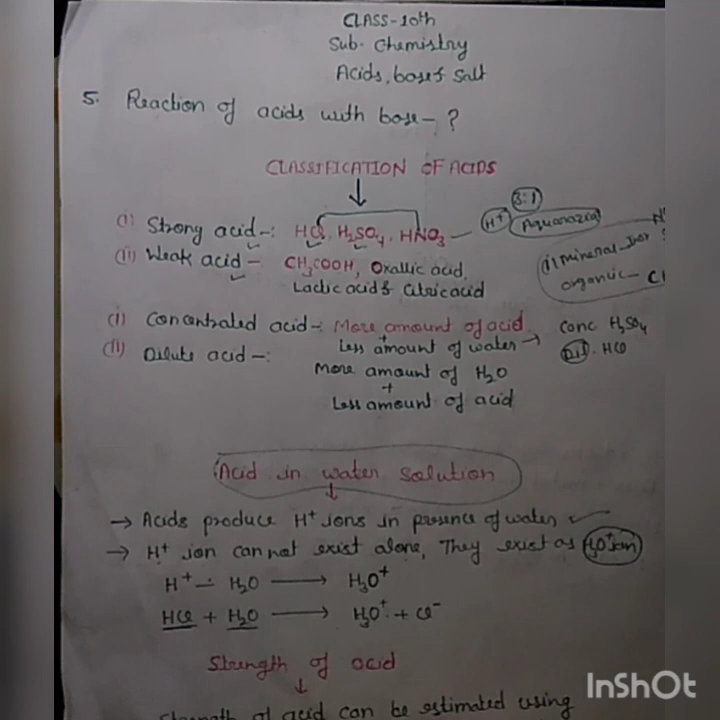 CLASS-10th
Sub- Chemistry
Acids, base & Salt
5. Reaction of acids with base- ?
CLASSIFICATION OF ACIDS
3:1
(i) Strong acid-: HCl, H2SO4, HNO3 — H+ Aquarazia
(ii) Weak acid - CH3COOH, Oxallic acid,
Lactic acid & Citric acid
(i) mineral-
organic-
(i) Concentrated acid-: More amount of acid
+
Less amount of water → Conc H2SO4
(ii) Dilute acid-: Dil. HCl
More amount of H2O
+
Less amount of acid
Acid in water solution
↓
→ Acids produce H+ ions in presence of water
→ H+ ion can not exist alone, They exist as H3O+ ion
H+ - H2O → H3O+
HCl + H2O → H3O+ + Cl-
Strength of acid
↓
Strength of acid can be estimated using
InShOt